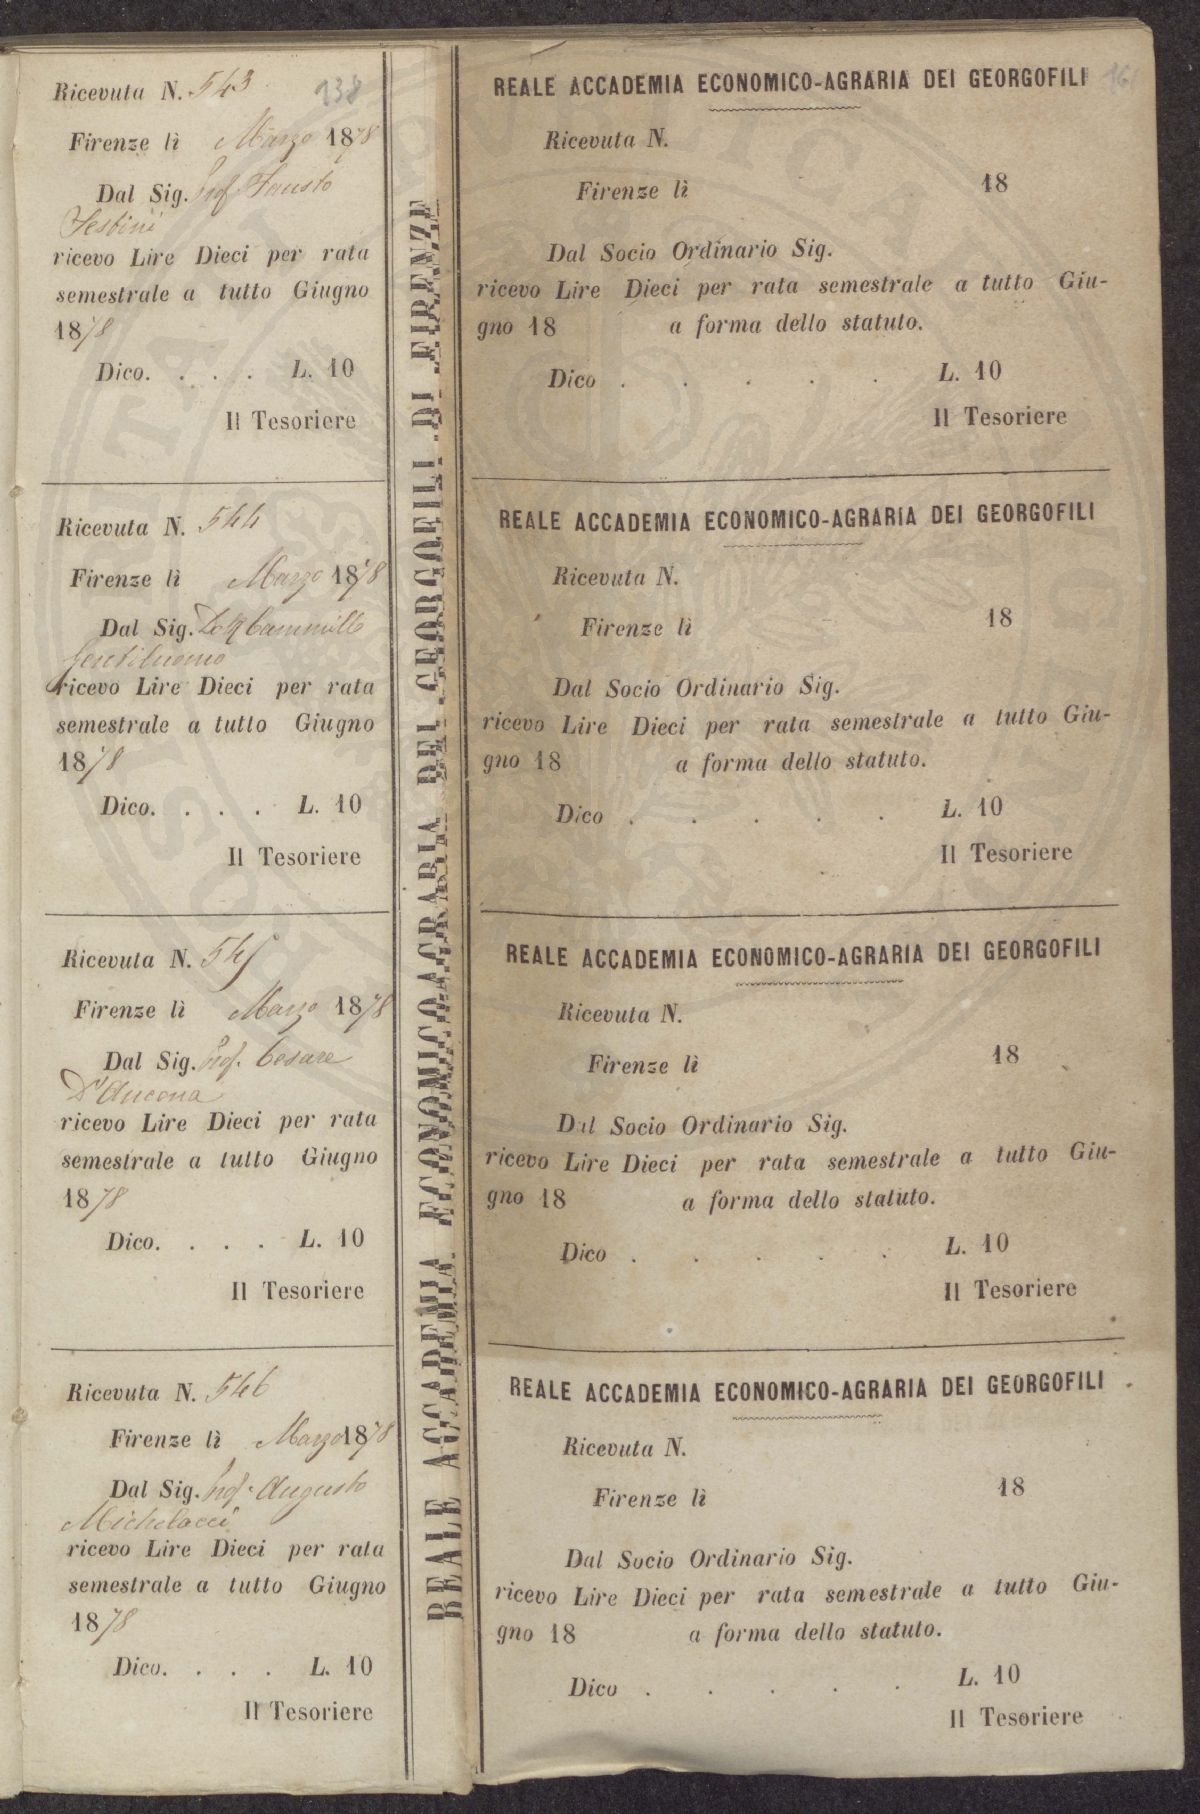 Ricevuta N. 543
138
Firenze lì Marzo 1878
Dal Sig. Prof. Fausto
Sestini
ricevo Lire Dieci per rata
semestrale a tutto Giugno
1878
Dico. . . . L. 10
Il Tesoriere
Ricevuta N. 544
Firenze lì Marzo 1878
Dal Sig. Cammillo
Gentiluomo
ricevo Lire Dieci per rata
semestrale a tutto Giugno
1878
Dico. . . . L. 10
Il Tesoriere
Ricevuta N. 545
Firenze lì Marzo 1878
Dal Sig. Prof. Cesare
D'Ancona
ricevo Lire Dieci per rata
semestrale a tutto Giugno
1878
Dico. . . . L. 10
Il Tesoriere
Ricevuta N. 546
Firenze lì Marzo 1878
Dal Sig. Prof. Augusto
Michelacci
ricevo Lire Dieci per rata
semestrale a tutto Giugno
1878
Dico. . . . L. 10
Il Tesoriere
REALE ACCADEMIA ECONOMICO-AGRARIA DEI GEORGOFILI DI FIRENZE
REALE ACCADEMIA ECONOMICO-AGRARIA DEI GEORGOFILI
Ricevuta N.
Firenze lì 18
Dal Socio Ordinario Sig.
ricevo Lire Dieci per rata semestrale a tutto Giu-
gno 18 a forma dello statuto.
Dico . . . . . L. 10
Il Tesoriere
REALE ACCADEMIA ECONOMICO-AGRARIA DEI GEORGOFILI
Ricevuta N.
Firenze lì 18
Dal Socio Ordinario Sig.
ricevo Lire Dieci per rata semestrale a tutto Giu-
gno 18 a forma dello statuto.
Dico . . . . . L. 10
Il Tesoriere
REALE ACCADEMIA ECONOMICO-AGRARIA DEI GEORGOFILI
Ricevuta N.
Firenze lì 18
Dal Socio Ordinario Sig.
ricevo Lire Dieci per rata semestrale a tutto Giu-
gno 18 a forma dello statuto.
Dico . . . . . L. 10
Il Tesoriere
REALE ACCADEMIA ECONOMICO-AGRARIA DEI GEORGOFILI
Ricevuta N.
Firenze lì 18
Dal Socio Ordinario Sig.
ricevo Lire Dieci per rata semestrale a tutto Giu-
gno 18 a forma dello statuto.
Dico . . . . . L. 10
Il Tesoriere